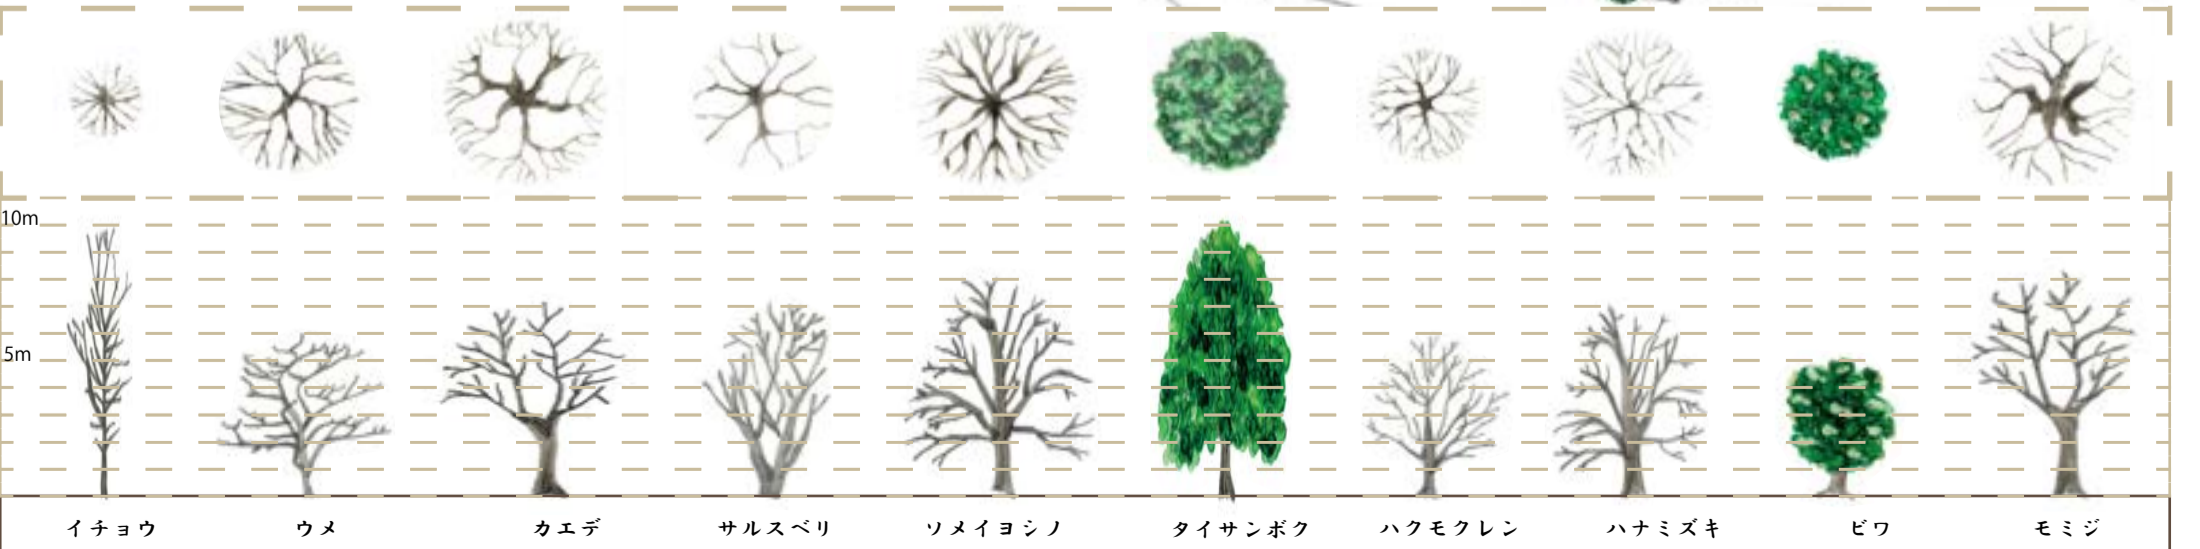 10m
5m
イチョウ ウメ カエデ サルスベリ ソメイヨシノ タイサンボク ハクモクレン ハナミズキ ビワ モミジ